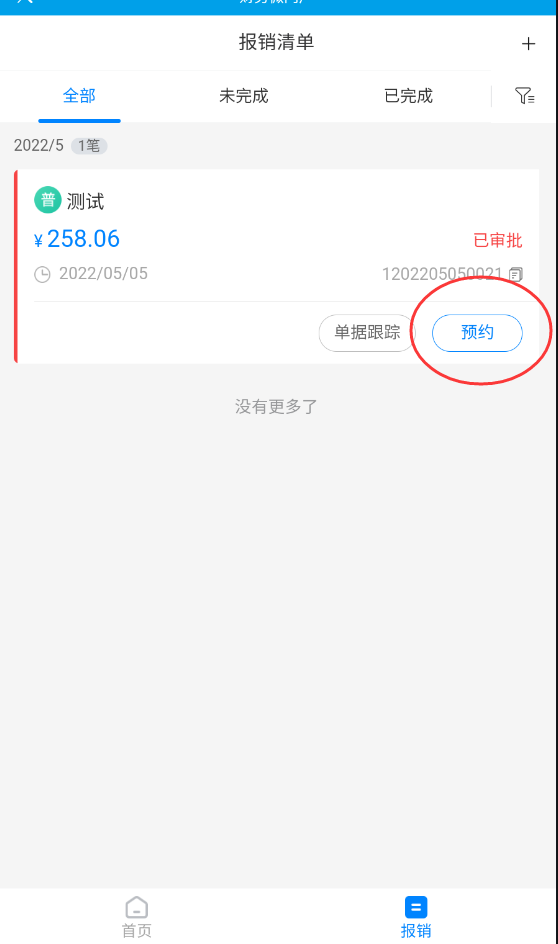 报销清单
全部 未完成 已完成
2022/5 1笔
普 测试
¥ 258.06 已审批
2022/05/05 1202205050021
单据跟踪 预约
没有更多了
首页 报销